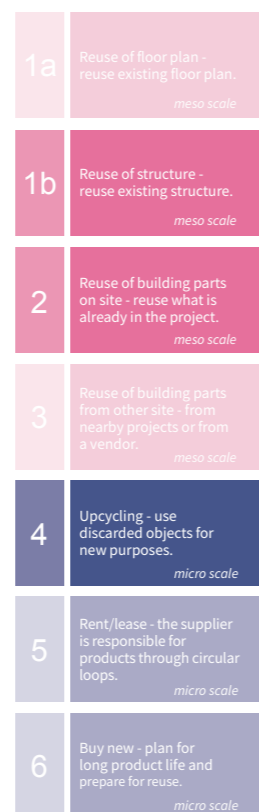 1a
Reuse of floor plan -
reuse existing floor plan.
meso scale
1b
Reuse of structure -
reuse existing structure.
meso scale
2
Reuse of building parts
on site - reuse what is
already in the project.
meso scale
3
Reuse of building parts
from other site - from
nearby projects or from
a vendor.
meso scale
4
Upcycling - use
discarded objects for
new purposes.
micro scale
5
Rent/lease - the supplier
is responsible for
products through circular
loops.
micro scale
6
Buy new - plan for
long product life and
prepare for reuse.
micro scale